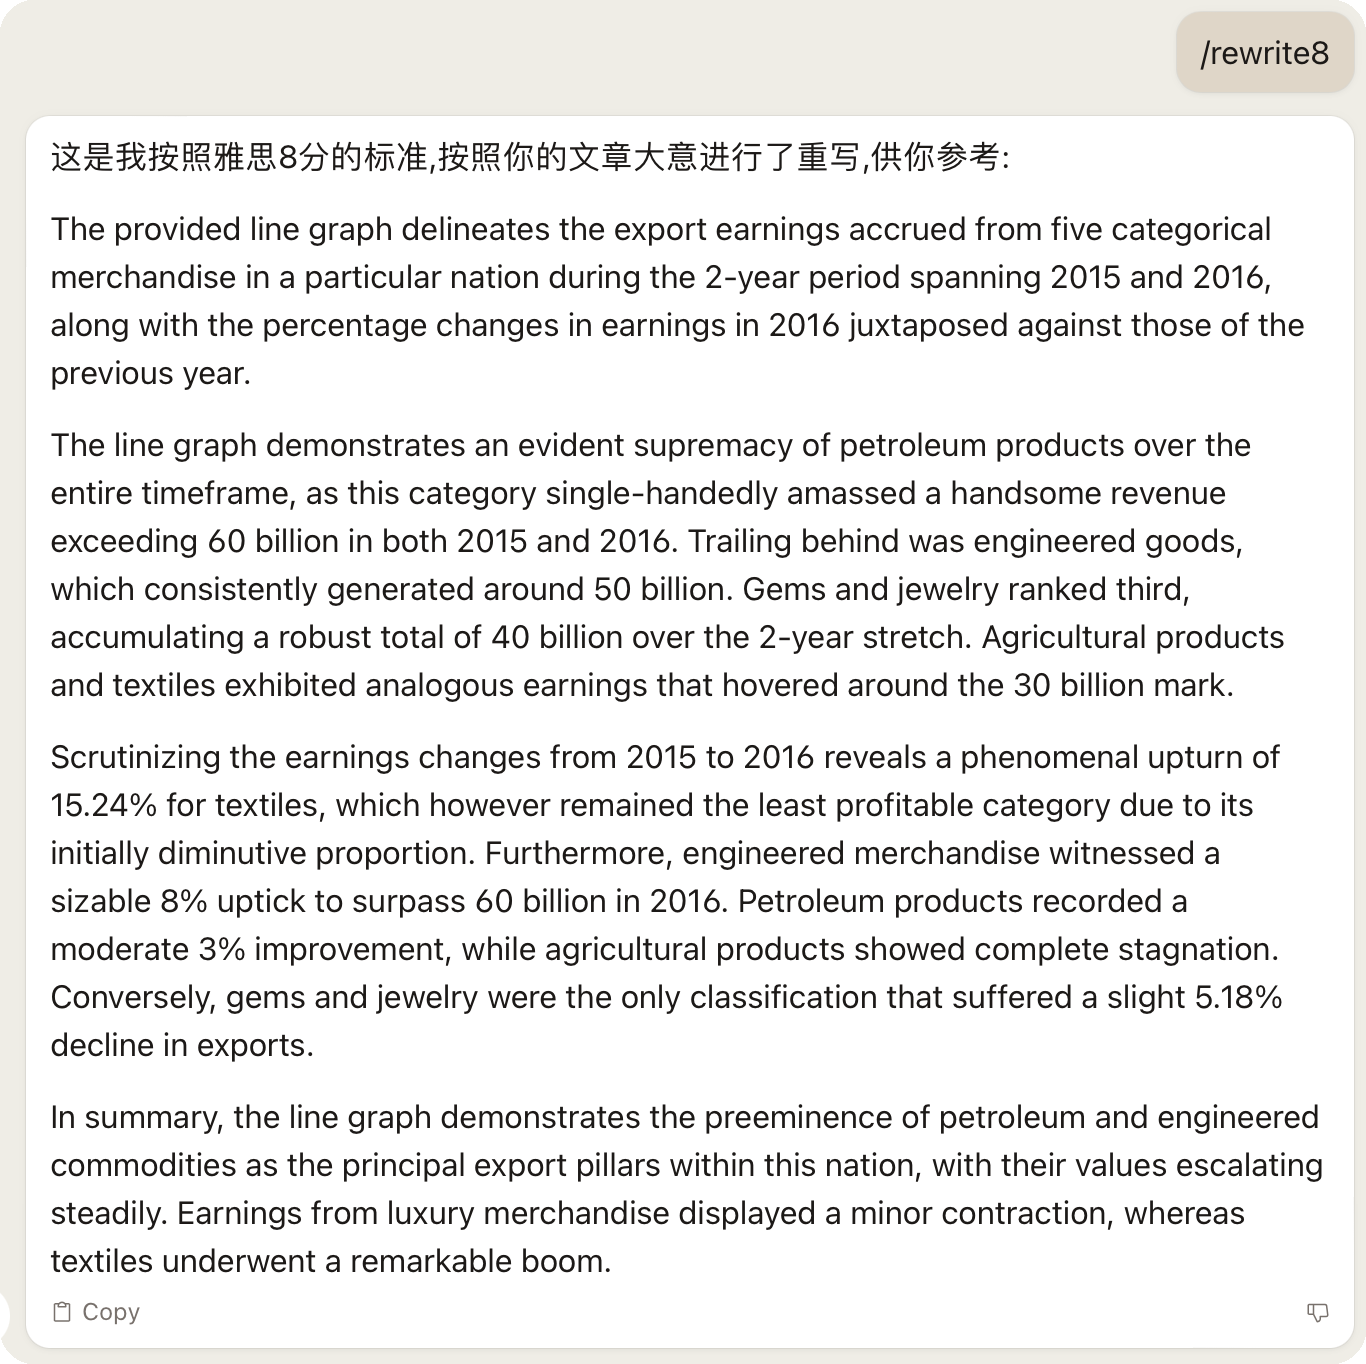 /rewrite8
这是我按照雅思8分的标准,按照你的文章大意进行了重写,供你参考:
The provided line graph delineates the export earnings accrued from five categorical
merchandise in a particular nation during the 2-year period spanning 2015 and 2016,
along with the percentage changes in earnings in 2016 juxtaposed against those of the
previous year.
The line graph demonstrates an evident supremacy of petroleum products over the
entire timeframe, as this category single-handedly amassed a handsome revenue
exceeding 60 billion in both 2015 and 2016. Trailing behind was engineered goods,
which consistently generated around 50 billion. Gems and jewelry ranked third,
accumulating a robust total of 40 billion over the 2-year stretch. Agricultural products
and textiles exhibited analogous earnings that hovered around the 30 billion mark.
Scrutinizing the earnings changes from 2015 to 2016 reveals a phenomenal upturn of
15.24% for textiles, which however remained the least profitable category due to its
initially diminutive proportion. Furthermore, engineered merchandise witnessed a
sizable 8% uptick to surpass 60 billion in 2016. Petroleum products recorded a
moderate 3% improvement, while agricultural products showed complete stagnation.
Conversely, gems and jewelry were the only classification that suffered a slight 5.18%
decline in exports.
In summary, the line graph demonstrates the preeminence of petroleum and engineered
commodities as the principal export pillars within this nation, with their values escalating
steadily. Earnings from luxury merchandise displayed a minor contraction, whereas
textiles underwent a remarkable boom.
Copy